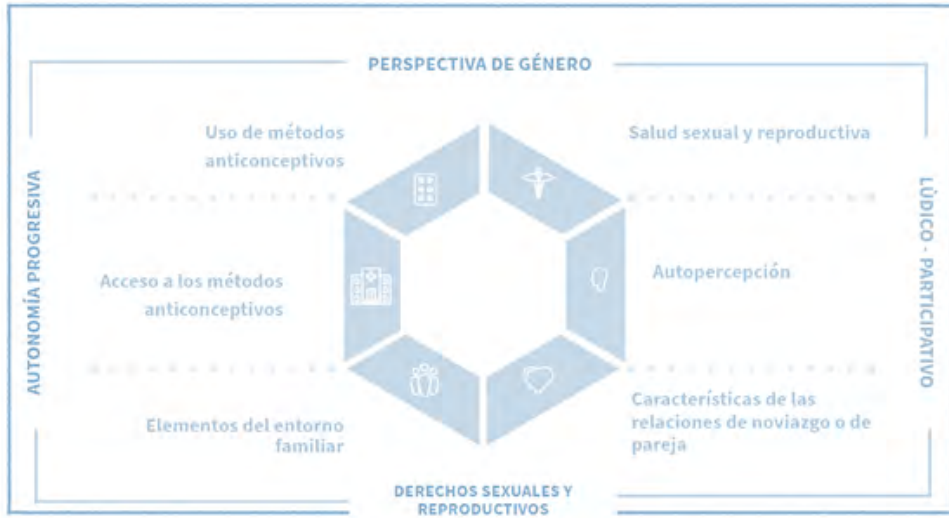 PERSPECTIVA DE GÉNERO
Uso de métodos
anticonceptivos
Salud sexual y reproductiva
AUTONOMÍA PROGRESIVA
LÚDICO - PARTICIPATIVO
Acceso a los métodos
anticonceptivos
Autopercepción
Elementos del entorno
familiar
Características de las
relaciones de noviazgo o de
pareja
DERECHOS SEXUALES Y
REPRODUCTIVOS